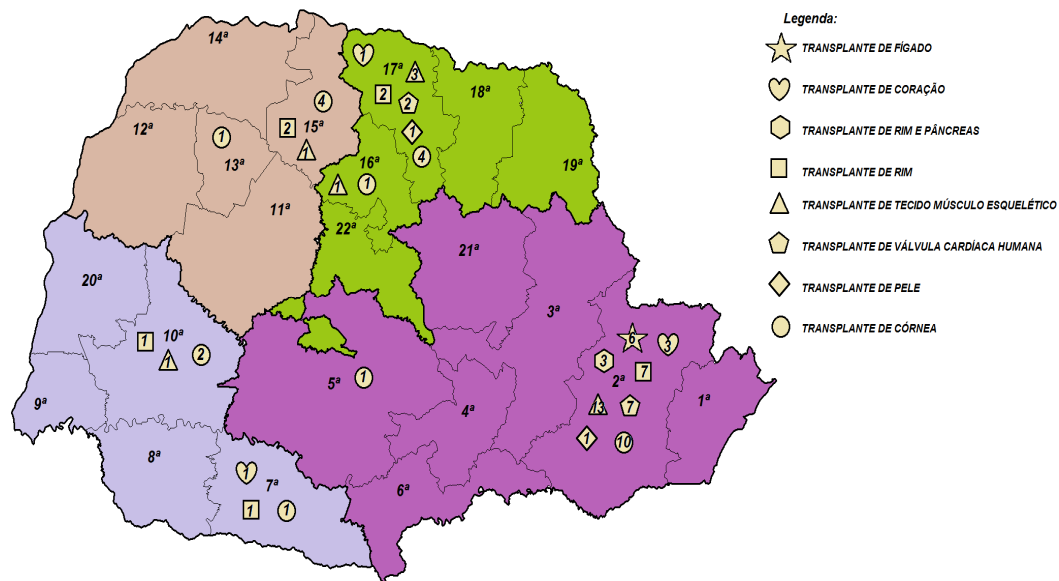 Legenda:
TRANSPLANTE DE FÍGADO
TRANSPLANTE DE CORAÇÃO
TRANSPLANTE DE RIM E PÂNCREAS
TRANSPLANTE DE RIM
TRANSPLANTE DE TECIDO MÚSCULO ESQUELÉTICO
TRANSPLANTE DE VÁLVULA CARDÍACA HUMANA
TRANSPLANTE DE PELE
TRANSPLANTE DE CÓRNEA
14ª
12ª
1
13ª
11ª
4
2
15ª
1
1
17ª
3
2
2
1
4
18ª
19ª
16ª
1
1
22ª
21ª
20ª
10ª
1
1
2
9ª
8ª
7ª
1
1
1
5ª
1
4ª
6ª
3ª
6
3
3
7
2ª
13
7
1
10
1ª